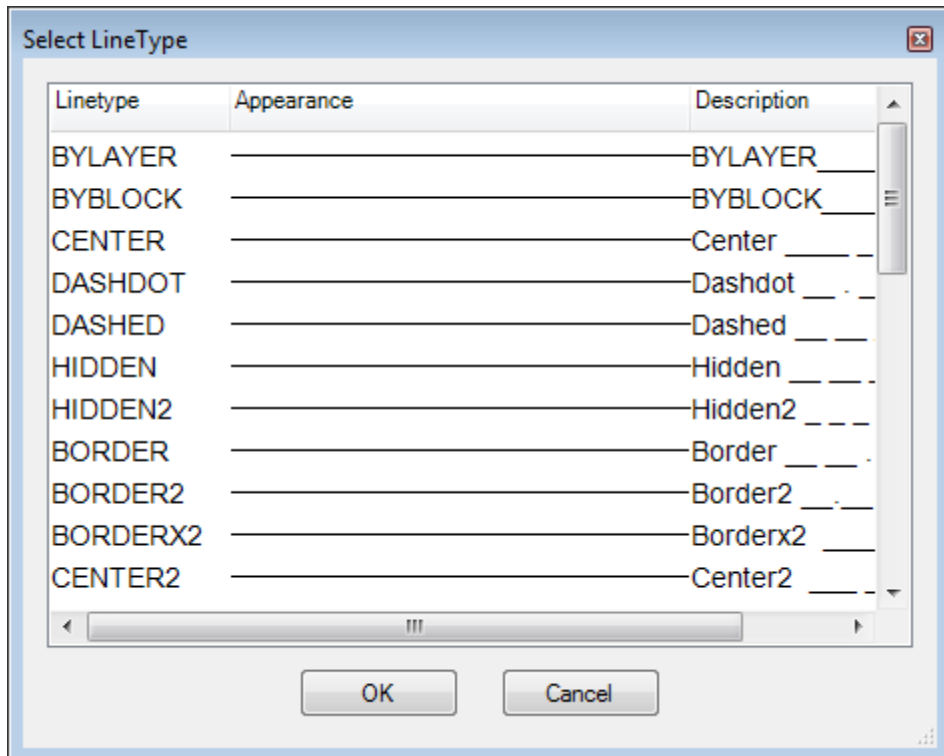 Select LineType
Linetype Appearance Description
BYLAYER BYLAYER____
BYBLOCK BYBLOCK____
CENTER Center ____ _
DASHDOT Dashdot __ . _
DASHED Dashed __ __ _
HIDDEN Hidden __ __ _
HIDDEN2 Hidden2 _ _ _
BORDER Border __ __ .
BORDER2 Border2 __.__
BORDERX2 Borderx2 ____
CENTER2 Center2 ___ _
OK Cancel